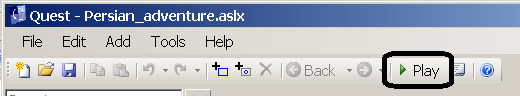 Quest - Persian_adventure.aslx
File Edit Add Tools Help
Back Play